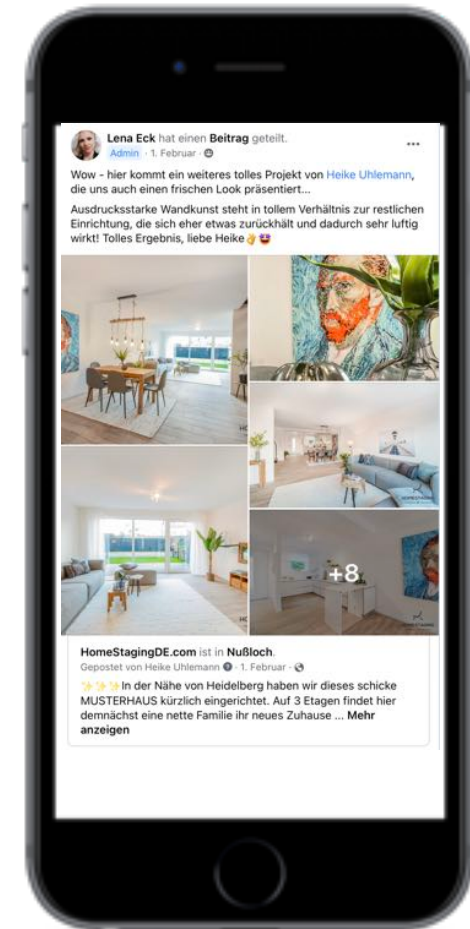 Lena Eck hat einen Beitrag geteilt.
Admin · 1. Februar ·
Wow - hier kommt ein weiteres tolles Projekt von Heike Uhlemann,
die uns auch einen frischen Look präsentiert...
Ausdrucksstarke Wandkunst steht in tollem Verhältnis zur restlichen
Einrichtung, die sich eher etwas zurückhält und dadurch sehr luftig
wirkt! Tolles Ergebnis, liebe Heike👌🤩
+8
HomeStagingDE.com ist in Nußloch.
Gepostet von Heike Uhlemann · 1. Februar ·
✨✨✨In der Nähe von Heidelberg haben wir dieses schicke
MUSTERHAUS kürzlich eingerichtet. Auf 3 Etagen findet hier
demnächst eine nette Familie ihr neues Zuhause ... Mehr
anzeigen